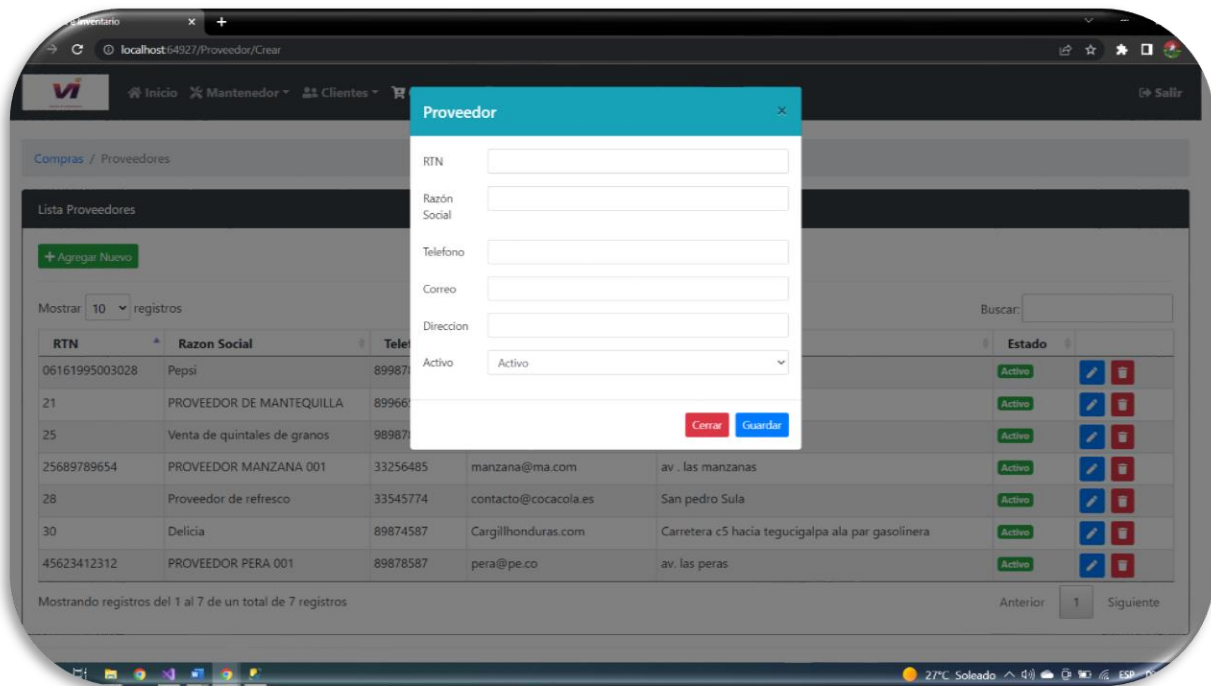 e inventario
localhost:64927/Proveedor/Crear
Vi
Inicio Mantenedor Clientes
Salir
Compras / Proveedores
Lista Proveedores
Agregar Nuevo
Mostrar 10 registros
Buscar:
Proveedor ×
RTN
Razón
Social
Telefono
Correo
Direccion
Activo Activo
Cerrar Guardar
RTN Razon Social Estado
06161995003028 Pepsi Activo
21 PROVEEDOR DE MANTEQUILLA Activo
25 Venta de quintales de granos Activo
25689789654 PROVEEDOR MANZANA 001 33256485 manzana@ma.com av . las manzanas Activo
28 Proveedor de refresco 33545774 contacto@cocacola.es San pedro Sula Activo
30 Delicia 89874587 Cargillhonduras.com Carretera c5 hacia tegucigalpa ala par gasolinera Activo
45623412312 PROVEEDOR PERA 001 89878587 pera@pe.co av. las peras Activo
Mostrando registros del 1 al 7 de un total de 7 registros
Anterior 1 Siguiente
27°C Soleado ESP